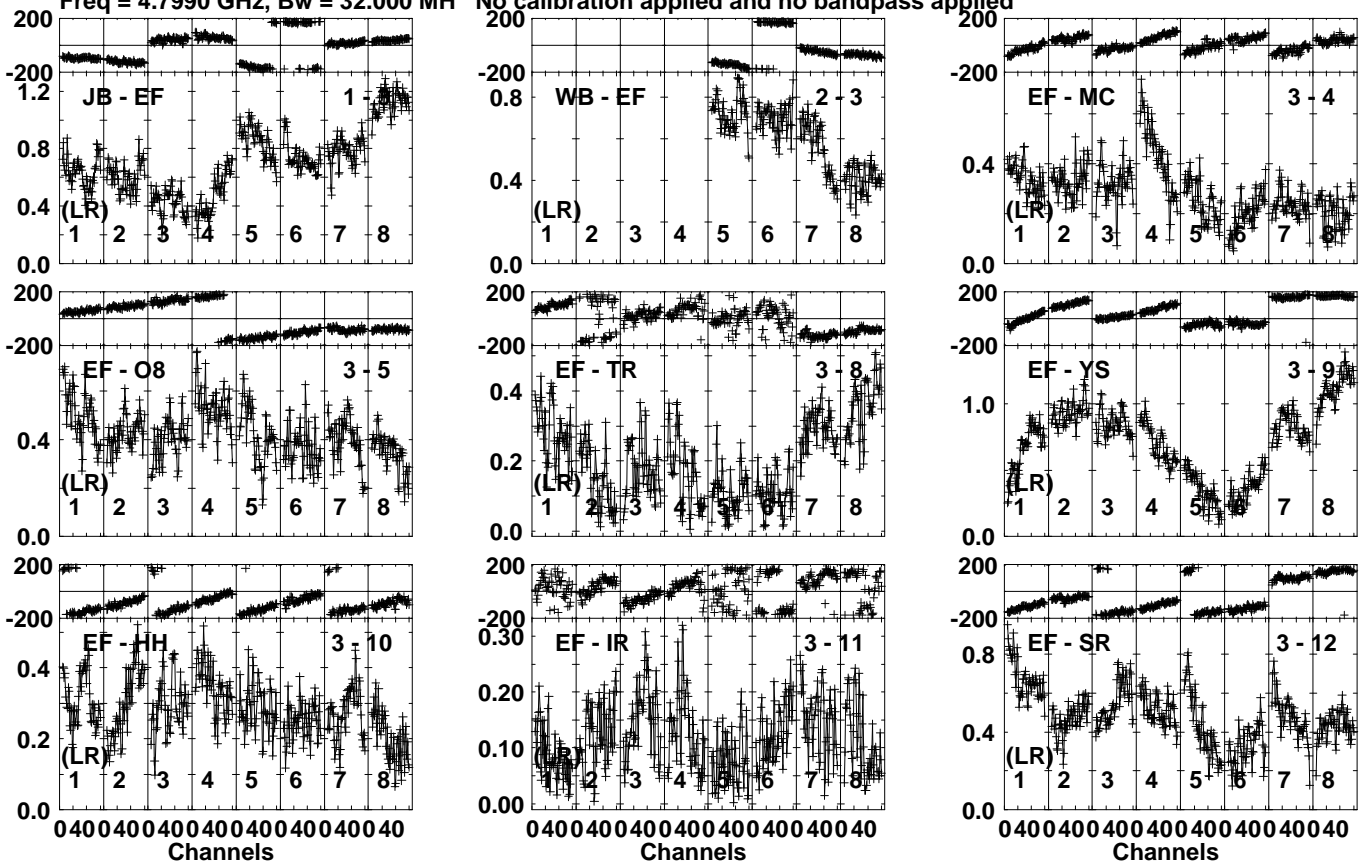 Freq = 4.7990 GHz, Bw = 32.000 MH No calibration applied and no bandpass applied
200
-200
1.2
0.8
0.4
0.0
JB - EF
(LR)
1 2 3 4 5 6 7 8
200
-200
0.8
0.4
0.0
WB - EF 2 - 3
(LR)
1 2 3 4 5 6 7 8
200
-200
0.4
0.0
EF - MC 3 - 4
(LR)
1 2 3 4 5 6 7 8
200
-200
0.4
0.0
EF - O8 3 - 5
(LR)
1 2 3 4 5 6 7 8
200
-200
0.4
0.2
0.0
EF - TR 3 - 8
(LR)
1 2 3 4 5 6 7 8
200
-200
1.0
0.0
EF - YS 3 - 9
(LR)
1 2 3 4 5 6 7 8
200
-200
0.4
0.2
0.0
EF - HH 3 - 10
(LR)
1 2 3 4 5 6 7 8
0 40 0 40 0 40 0 40 0 40 0 40 0 40 0 40
Channels
200
-200
0.30
0.20
0.10
0.00
EF - IR 3 - 11
(LR)
1 2 3 4 5 6 7 8
0 40 0 40 0 40 0 40 0 40 0 40 0 40 0 40
Channels
200
-200
0.8
0.4
0.0
EF - SR 3 - 12
(LR)
1 2 3 4 5 6 7 8
0 40 0 40 0 40 0 40 0 40 0 40 0 40 0 40
Channels